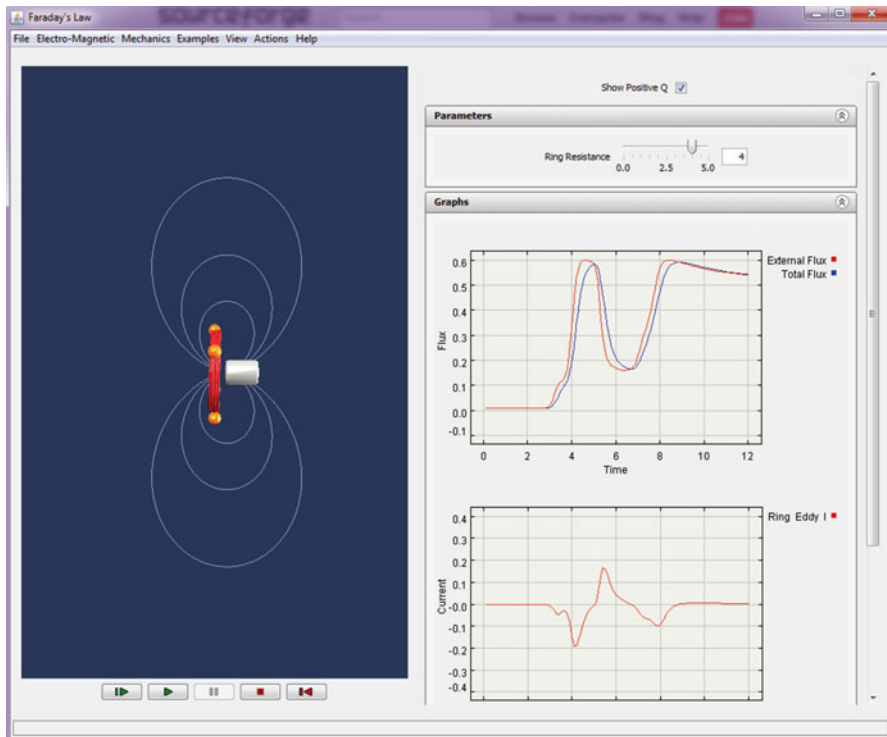 Faraday's Law
sourceforge
File Electro-Magnetic Mechanics Examples View Actions Help
Show Positive Q
Parameters
Ring Resistance
4
0.0 2.5 5.0
Graphs
0.6
0.5
0.4
0.3
0.2
0.1
0.0
-0.1
Flux
0 2 4 6 8 10 12
Time
External Flux
Total Flux
0.4
0.3
0.2
0.1
-0.0
-0.1
-0.2
-0.3
-0.4
Current
Ring Eddy I